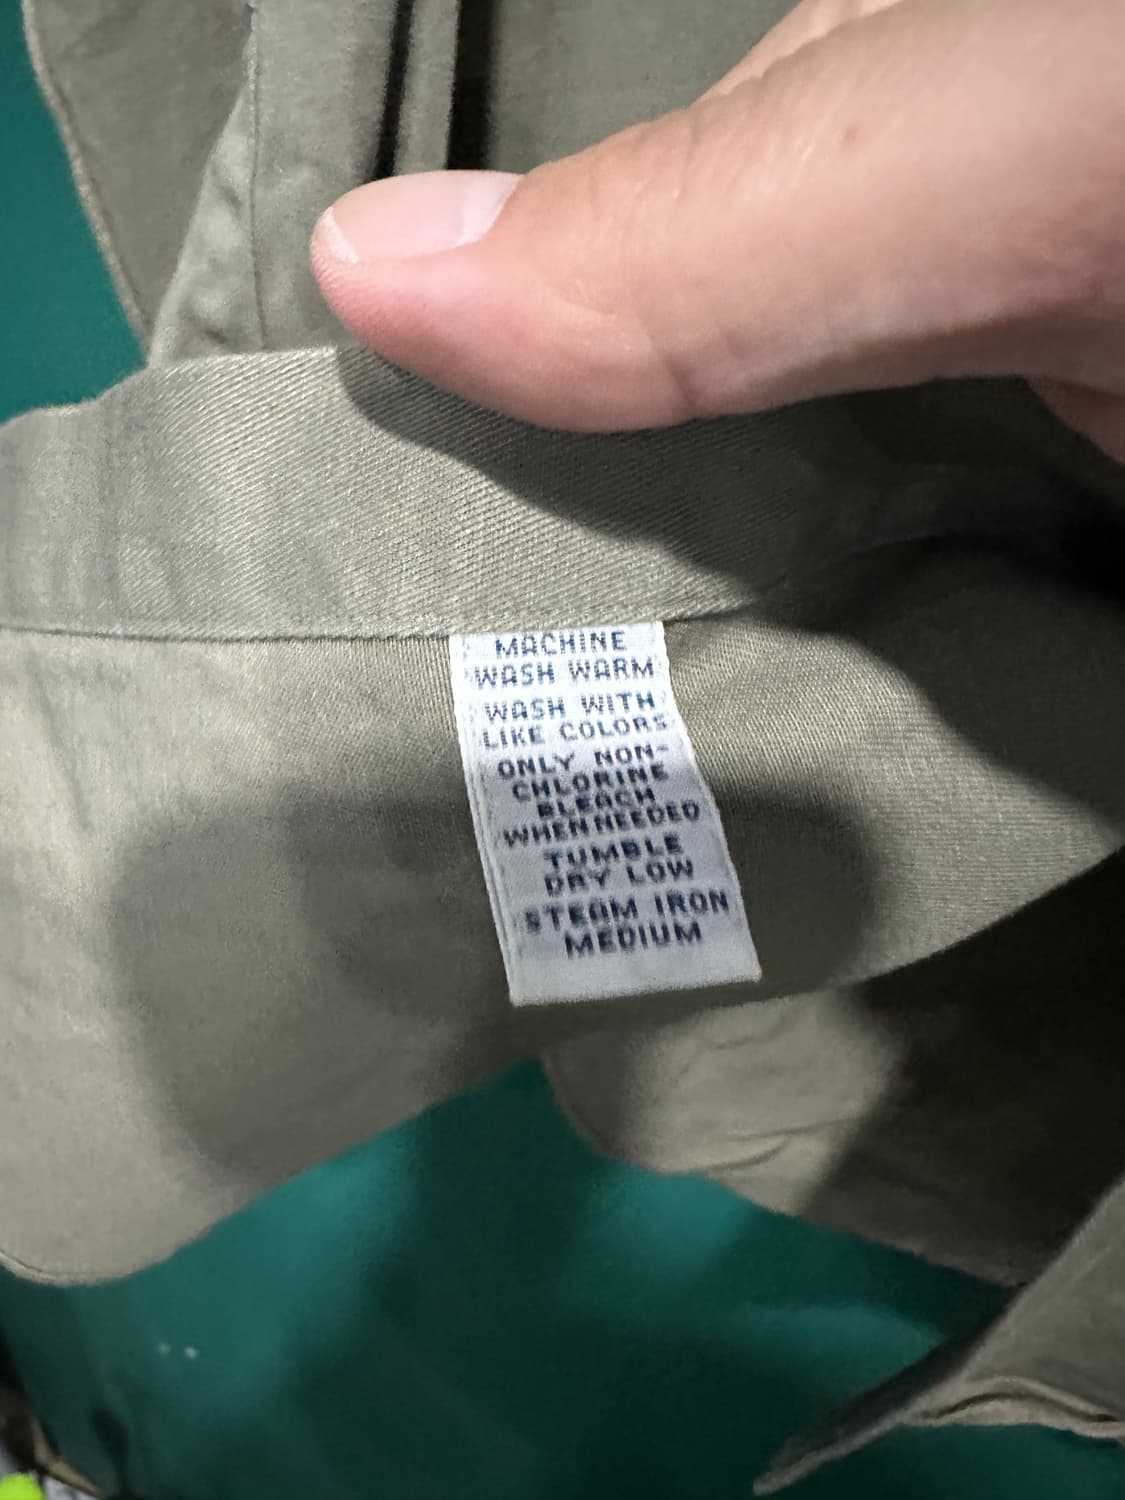 MACHINE
WASH WARM
WASH WITH
LIKE COLORS
ONLY NON-
CHLORINE
BLEACH
WHEN NEEDED
TUMBLE
DRY LOW
STEAM IRON
MEDIUM